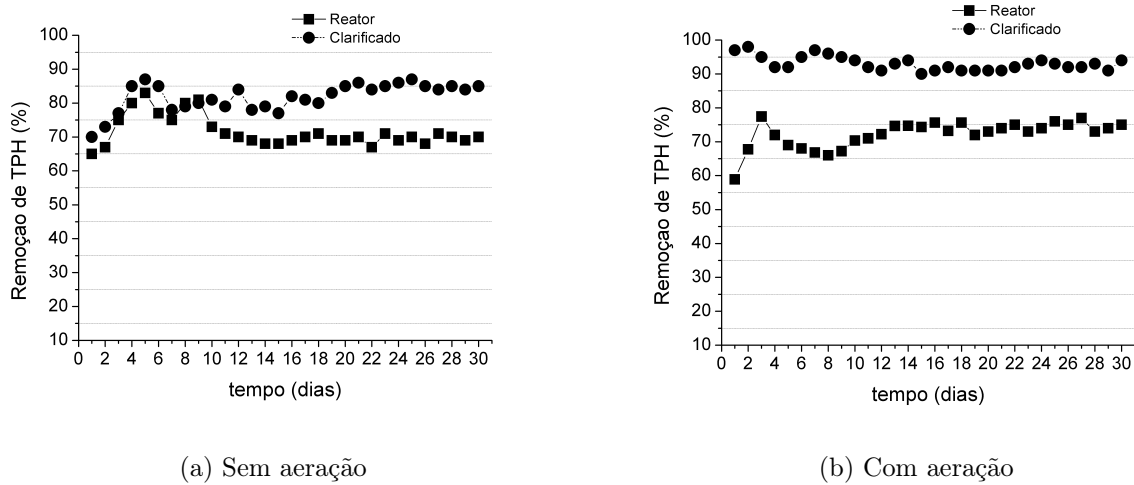 Reator
Clarificado
100
90
80
70
60
50
40
30
20
10
0 2 4 6 8 10 12 14 16 18 20 22 24 26 28 30
Remoçao de TPH (%)
tempo (dias)
(a) Sem aeração
Reator
Clarificado
100
90
80
70
60
50
40
30
20
10
0 2 4 6 8 10 12 14 16 18 20 22 24 26 28 30
Remoçao de TPH (%)
tempo (dias)
(b) Com aeração